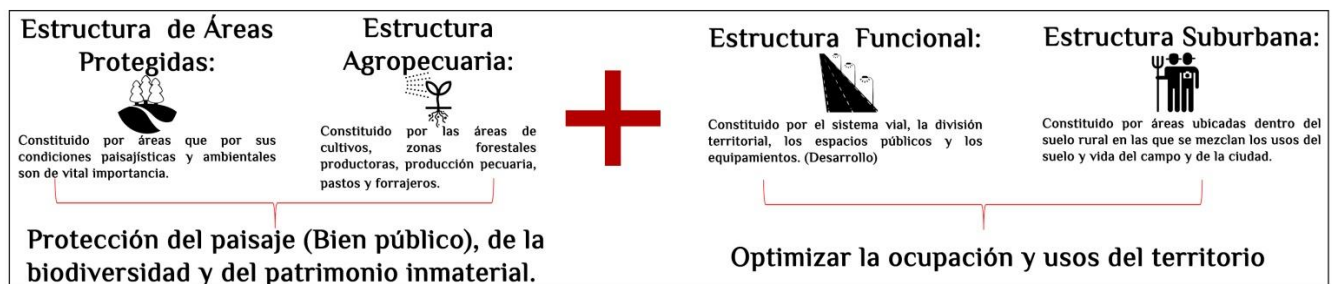 Estructura de Áreas
Protegidas:
Constituido por áreas que por sus
condiciones paisajísticas y ambientales
son de vital importancia.
Estructura
Agropecuaria:
Constituido por las áreas de
cultivos, zonas forestales
productoras, producción pecuaria,
pastos y forrajeros.
Protección del paisaje (Bien público), de la
biodiversidad y del patrimonio inmaterial.
Estructura Funcional:
Constituido por el sistema vial, la división
territorial, los espacios públicos y los
equipamientos. (Desarrollo)
Estructura Suburbana:
Constituido por áreas ubicadas dentro del
suelo rural en las que se mezclan los usos del
suelo y vida del campo y de la ciudad.
Optimizar la ocupación y usos del territorio